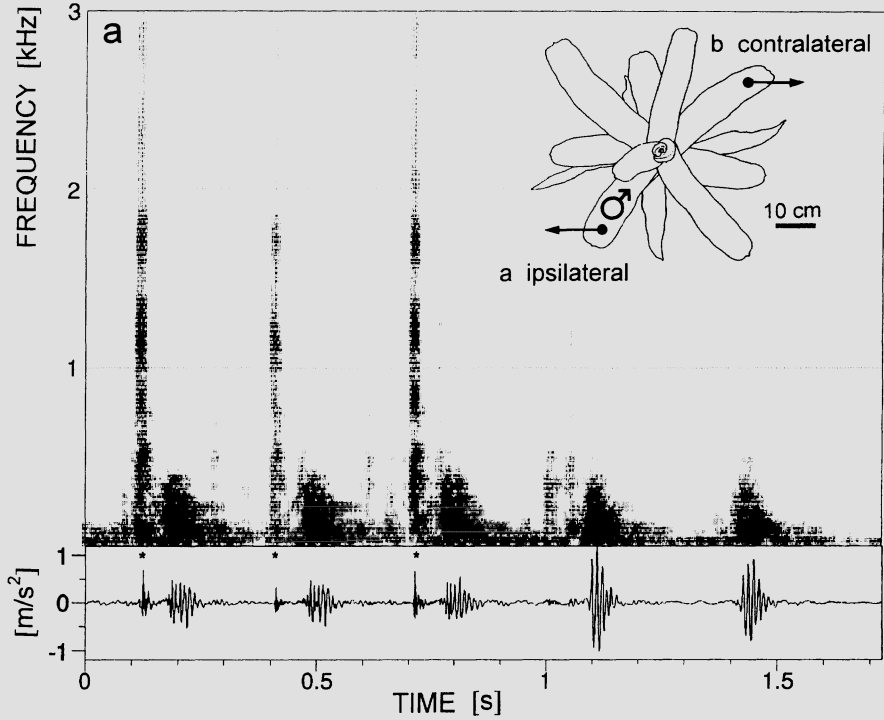 a
FREQUENCY [kHz]
3
2
1
b contralateral
♂
10 cm
a ipsilateral
* * *
[m/s²]
1
0
-1
0 0.5 1 1.5
TIME [s]